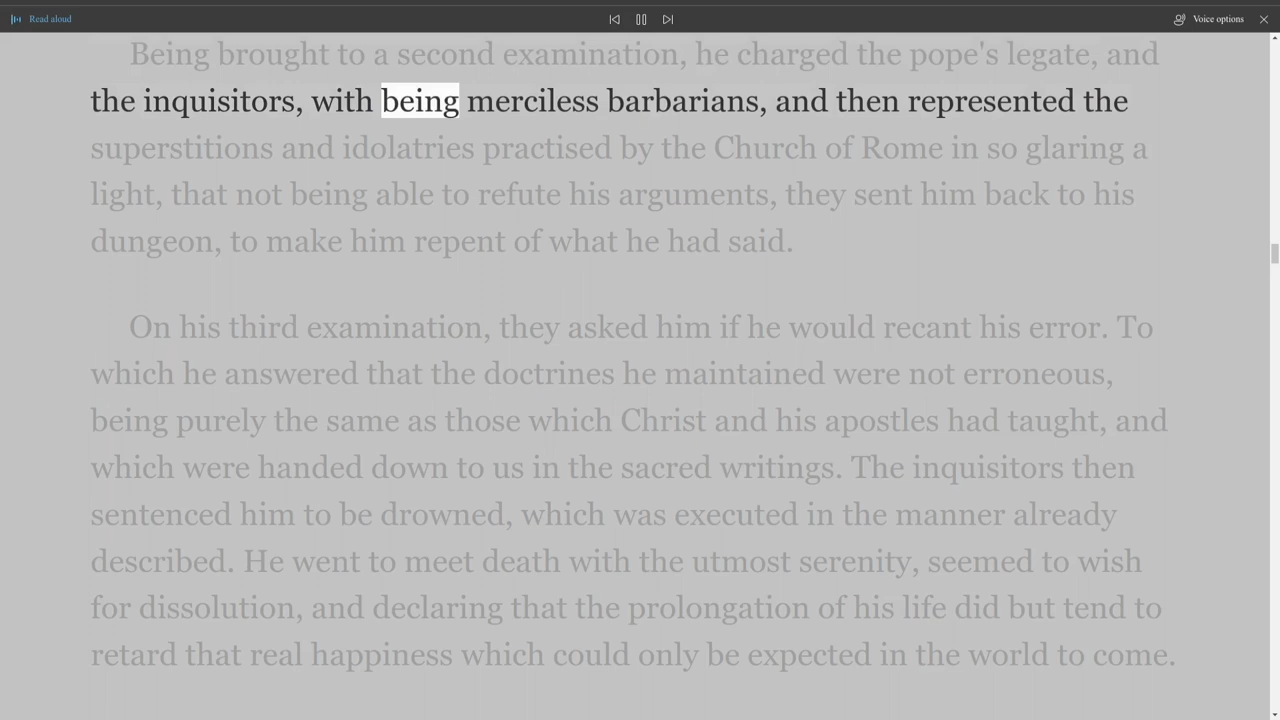 Read aloud
Voice options
Being brought to a second examination, he charged the pope's legate, and
the inquisitors, with being merciless barbarians, and then represented the
superstitions and idolatries practised by the Church of Rome in so glaring a
light, that not being able to refute his arguments, they sent him back to his
dungeon, to make him repent of what he had said.
On his third examination, they asked him if he would recant his error. To
which he answered that the doctrines he maintained were not erroneous,
being purely the same as those which Christ and his apostles had taught, and
which were handed down to us in the sacred writings. The inquisitors then
sentenced him to be drowned, which was executed in the manner already
described. He went to meet death with the utmost serenity, seemed to wish
for dissolution, and declaring that the prolongation of his life did but tend to
retard that real happiness which could only be expected in the world to come.